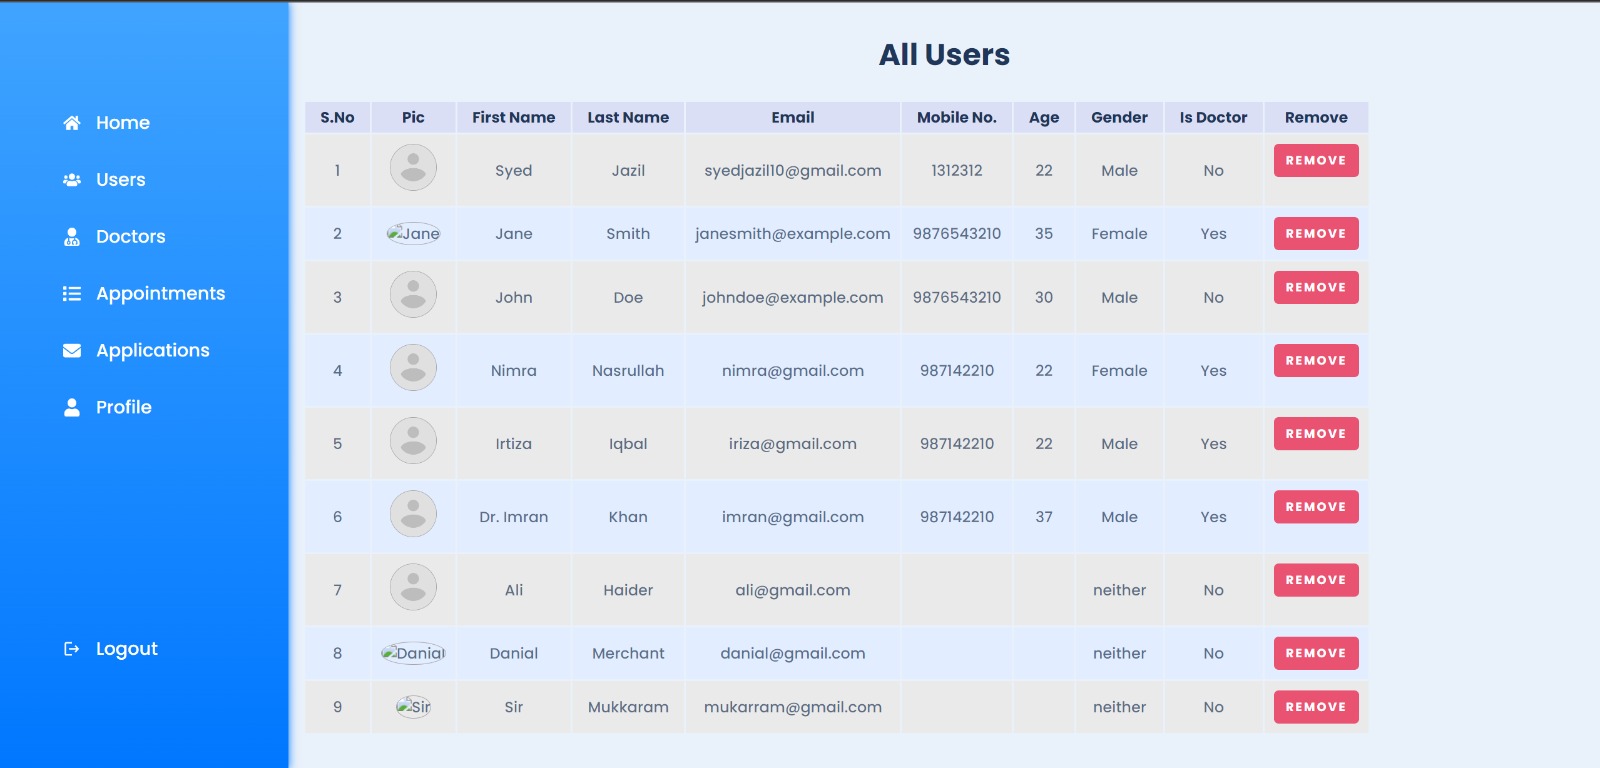 Home
Users
Doctors
Appointments
Applications
Profile
Logout
All Users
S.No Pic First Name Last Name Email Mobile No. Age Gender Is Doctor Remove
1 Syed Jazil syedjazil10@gmail.com 1312312 22 Male No REMOVE
2 Jane Jane Smith janesmith@example.com 9876543210 35 Female Yes REMOVE
3 John Doe johndoe@example.com 9876543210 30 Male No REMOVE
4 Nimra Nasrullah nimra@gmail.com 987142210 22 Female Yes REMOVE
5 Irtiza Iqbal iriza@gmail.com 987142210 22 Male Yes REMOVE
6 Dr. Imran Khan imran@gmail.com 987142210 37 Male Yes REMOVE
7 Ali Haider ali@gmail.com neither No REMOVE
8 Danial Danial Merchant danial@gmail.com neither No REMOVE
9 Sir Sir Mukkaram mukarram@gmail.com neither No REMOVE